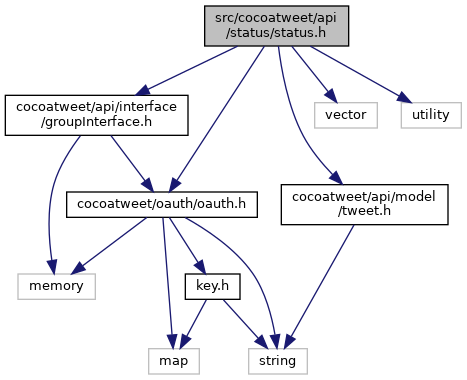 src/cocoatweet/api
/status/status.h
cocoatweet/api/interface
/groupInterface.h
vector
utility
cocoatweet/oauth/oauth.h
cocoatweet/api/model
/tweet.h
memory
key.h
map
string